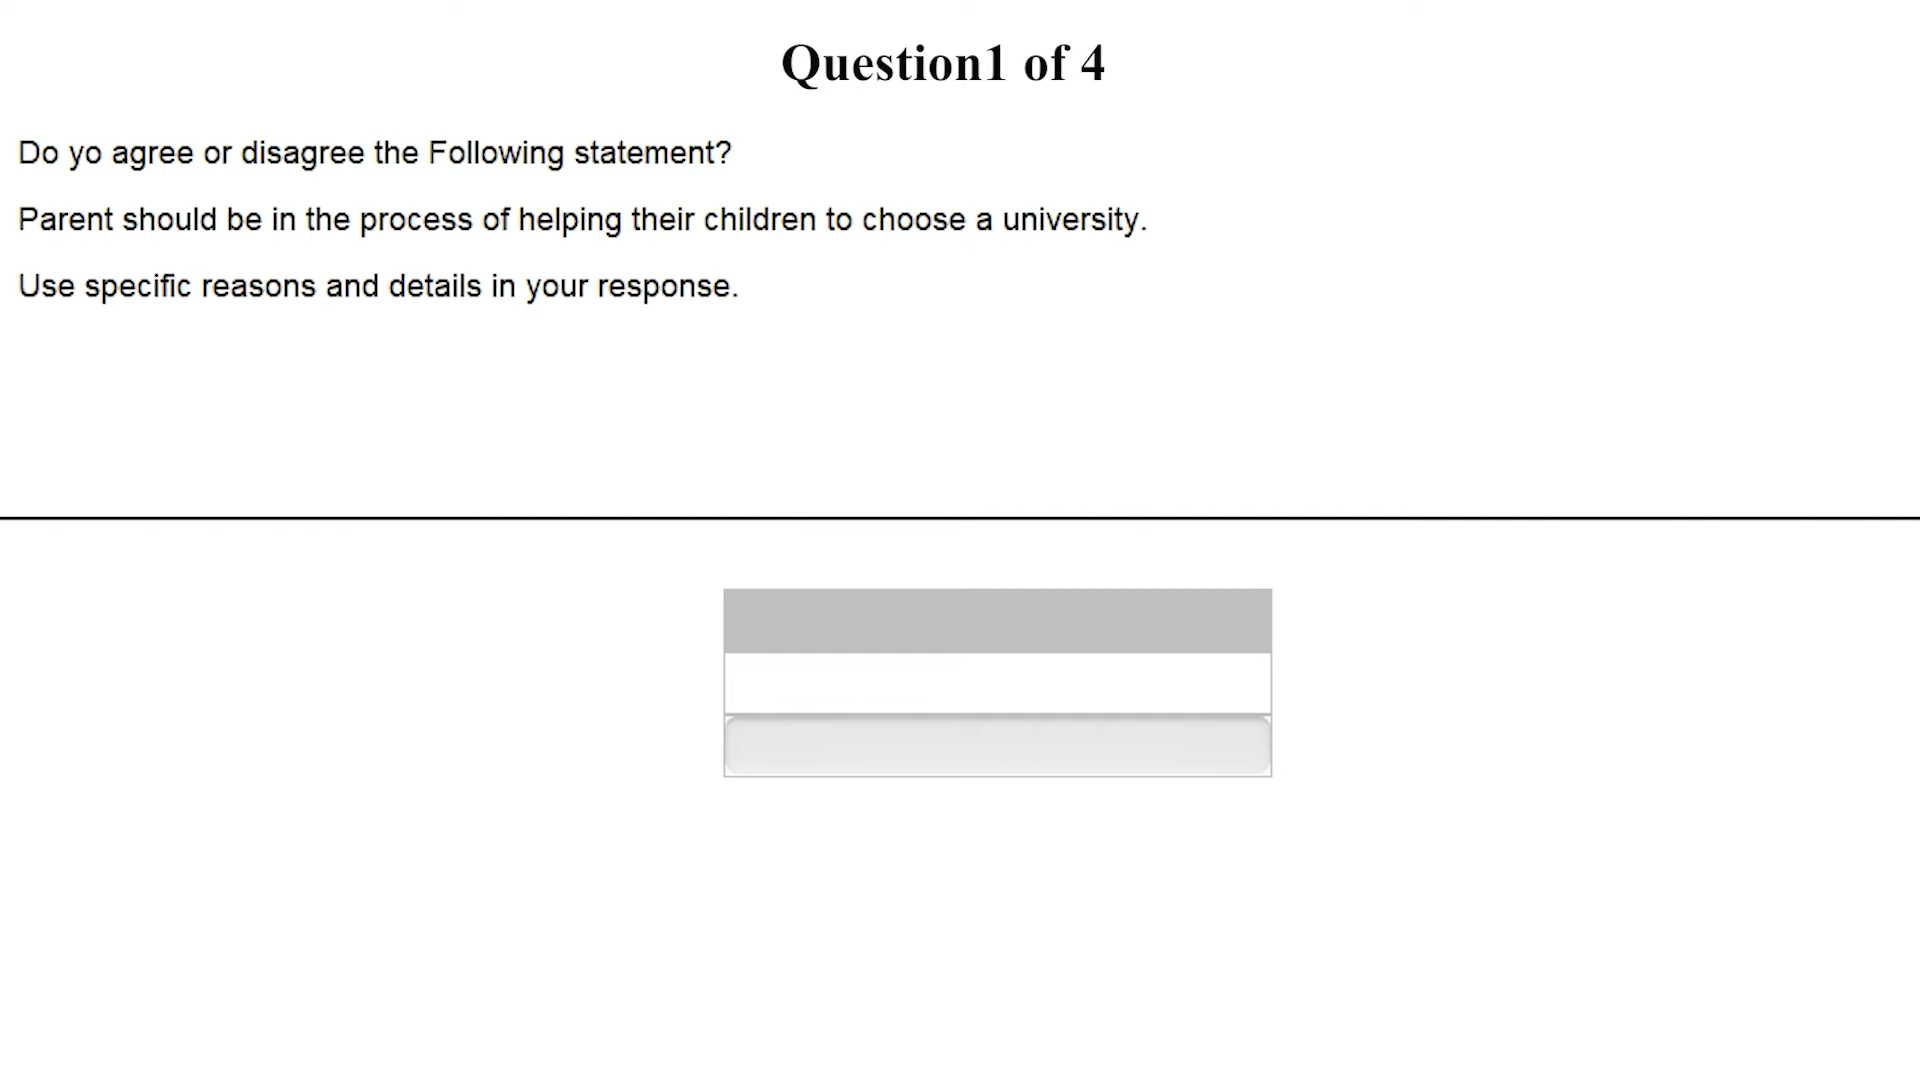 Question1 of 4
Do yo agree or disagree the Following statement?
Parent should be in the process of helping their children to choose a university.
Use specific reasons and details in your response.